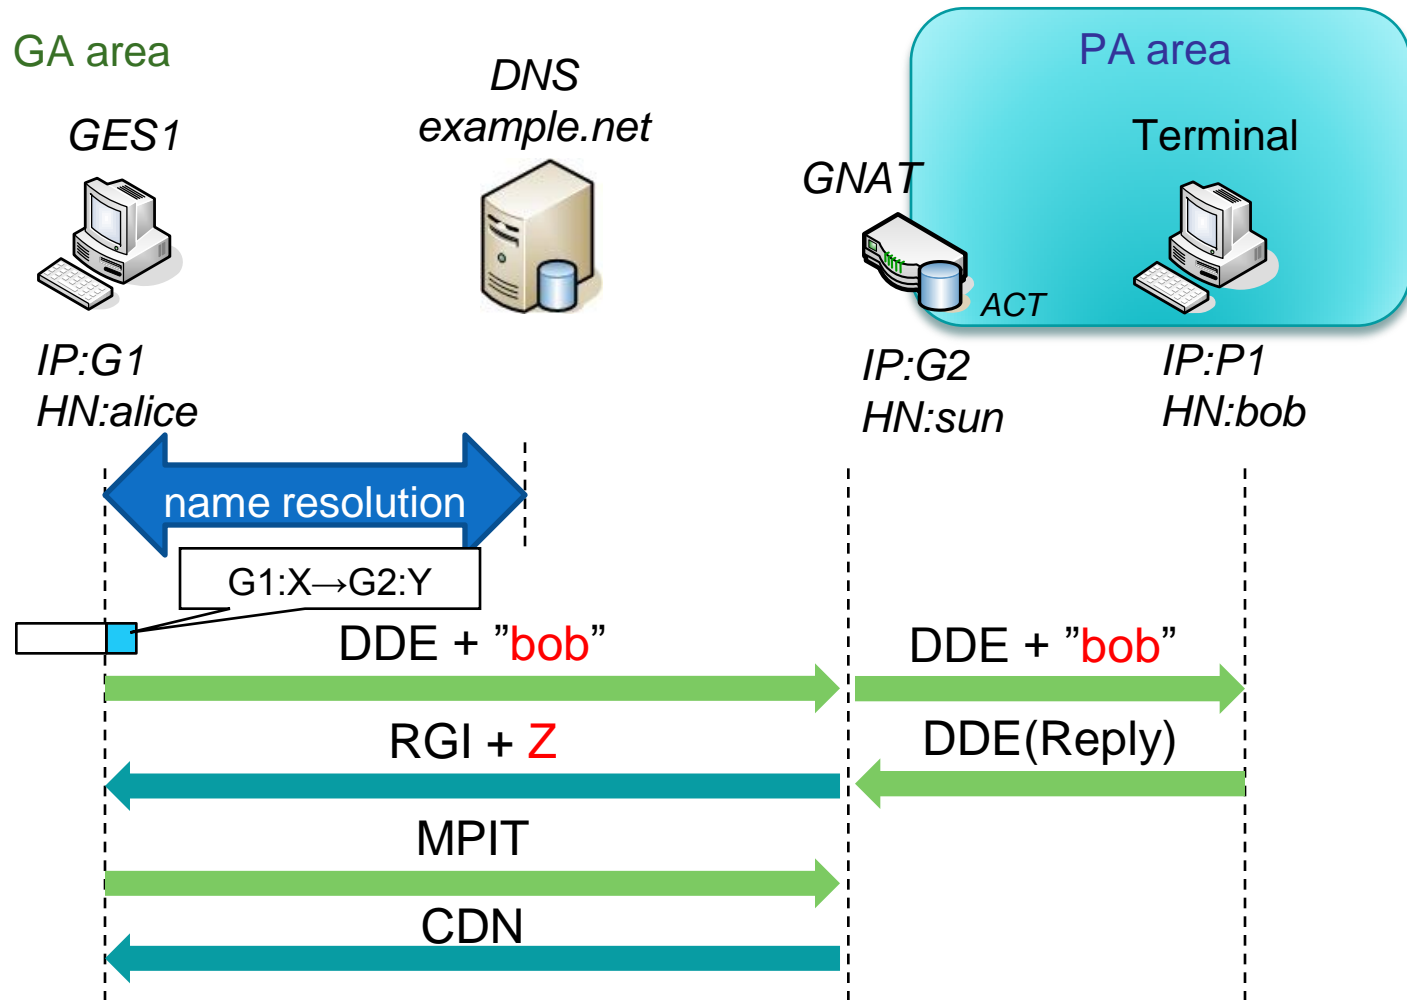 GA area
PA area
DNS
example.net
GES1
Terminal
GNAT
ACT
IP:G1
HN:alice
IP:G2
HN:sun
IP:P1
HN:bob
name resolution
G1:X→G2:Y
DDE + ”bob”
DDE + ”bob”
RGI + Z
DDE(Reply)
MPIT
CDN